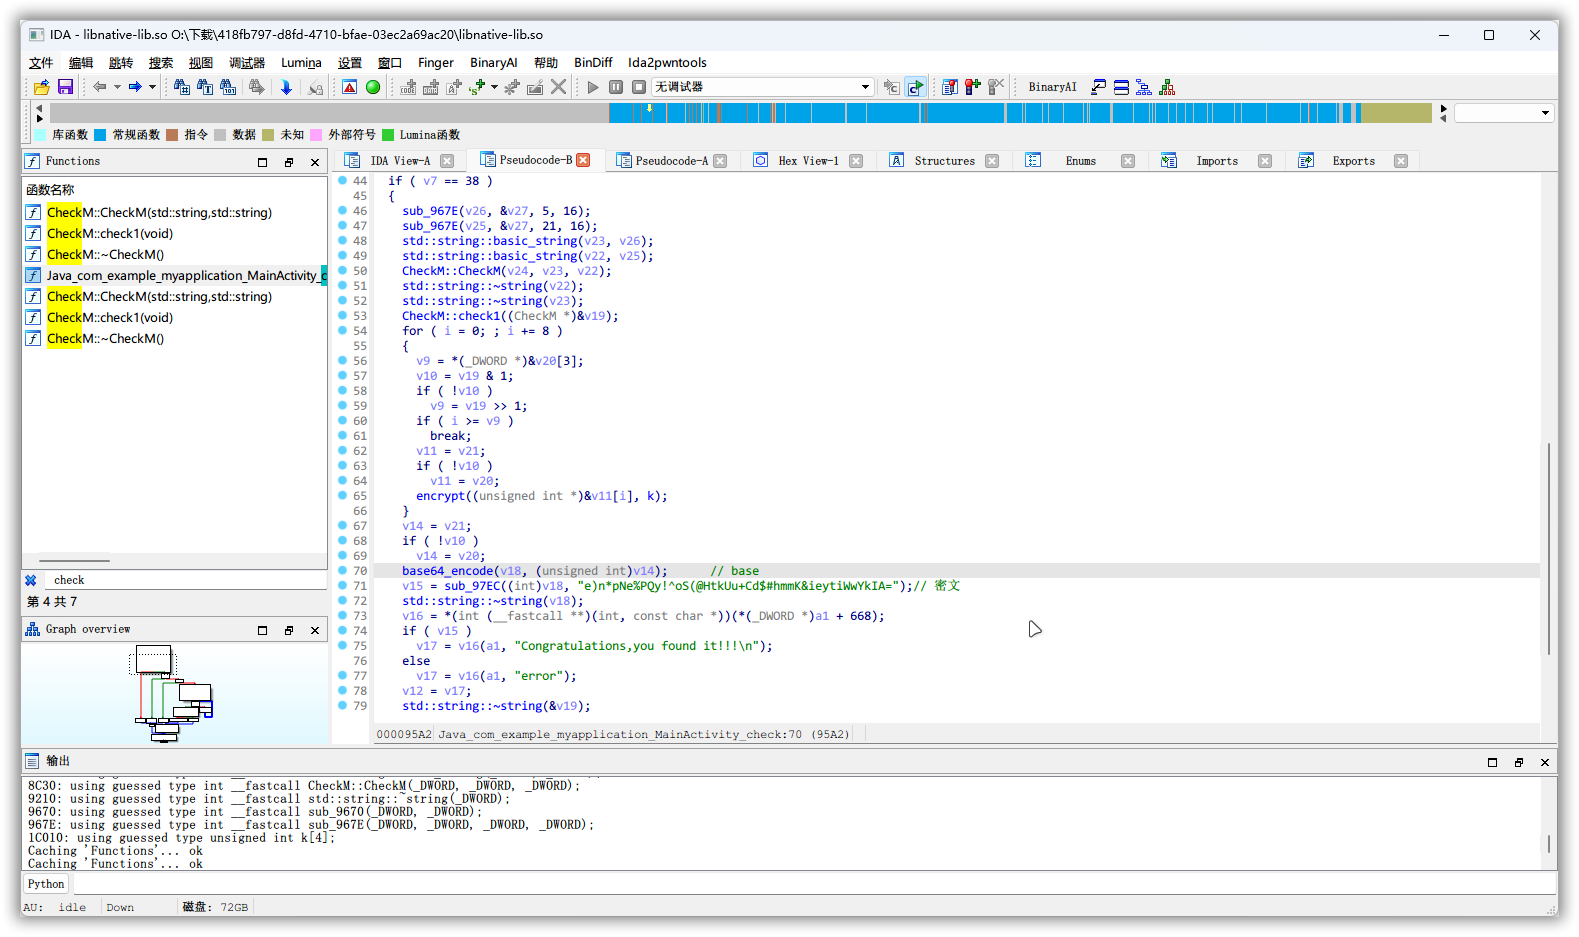 IDA - libnative-lib.so O:\下载\418fb797-d8fd-4710-bfae-03ec2a69ac20\libnative-lib.so
文件 编辑 跳转 搜索 视图 调试器 Lumina 设置 窗口 Finger BinaryAI 帮助 BinDiff Ida2pwntools
无调试器
BinaryAI
库函数 常规函数 指令 数据 未知 外部符号 Lumina函数
Functions
IDA View-A Pseudocode-B Pseudocode-A Hex View-1 Structures Enums Imports Exports
函数名称
CheckM::CheckM(std::string,std::string)
CheckM::check1(void)
CheckM::~CheckM()
Java_com_example_myapplication_MainActivity_c
CheckM::CheckM(std::string,std::string)
CheckM::check1(void)
CheckM::~CheckM()
check
第 4 共 7
Graph overview
44 if ( v7 == 38 )
45 {
46 sub_967E(v26, &v27, 5, 16);
47 sub_967E(v25, &v27, 21, 16);
48 std::string::basic_string(v23, v26);
49 std::string::basic_string(v22, v25);
50 CheckM::CheckM(v24, v23, v22);
51 std::string::~string(v22);
52 std::string::~string(v23);
53 CheckM::check1((CheckM *)&v19);
54 for ( i = 0; ; i += 8 )
55 {
56 v9 = *(_DWORD *)&v20[3];
57 v10 = v19 & 1;
58 if ( !v10 )
59 v9 = v19 >> 1;
60 if ( i >= v9 )
61 break;
62 v11 = v21;
63 if ( !v10 )
64 v11 = v20;
65 encrypt((unsigned int *)&v11[i], k);
66 }
67 v14 = v21;
68 if ( !v10 )
69 v14 = v20;
70 base64_encode(v18, (unsigned int)v14); // base
71 v15 = sub_97EC((int)v18, "e)n*pNe%PQy!^oS(@HtkUu+Cd$#hmmK&ieytiWwYkIA=");// 密文
72 std::string::~string(v18);
73 v16 = *(int (__fastcall **)(int, const char *))(*(_DWORD *)a1 + 668);
74 if ( v15 )
75 v17 = v16(a1, "Congratulations,you found it!!!\n");
76 else
77 v17 = v16(a1, "error");
78 v12 = v17;
79 std::string::~string(&v19);
000095A2 Java_com_example_myapplication_MainActivity_check:70 (95A2)
输出
8C30: using guessed type int __fastcall CheckM::CheckM(_DWORD, _DWORD, _DWORD);
9210: using guessed type int __fastcall std::string::~string(_DWORD);
9670: using guessed type int __fastcall sub_9670(_DWORD, _DWORD);
967E: using guessed type int __fastcall sub_967E(_DWORD, _DWORD, _DWORD, _DWORD);
1C010: using guessed type unsigned int k[4];
Caching 'Functions'... ok
Caching 'Functions'... ok
Python
AU: idle Down 磁盘: 72GB